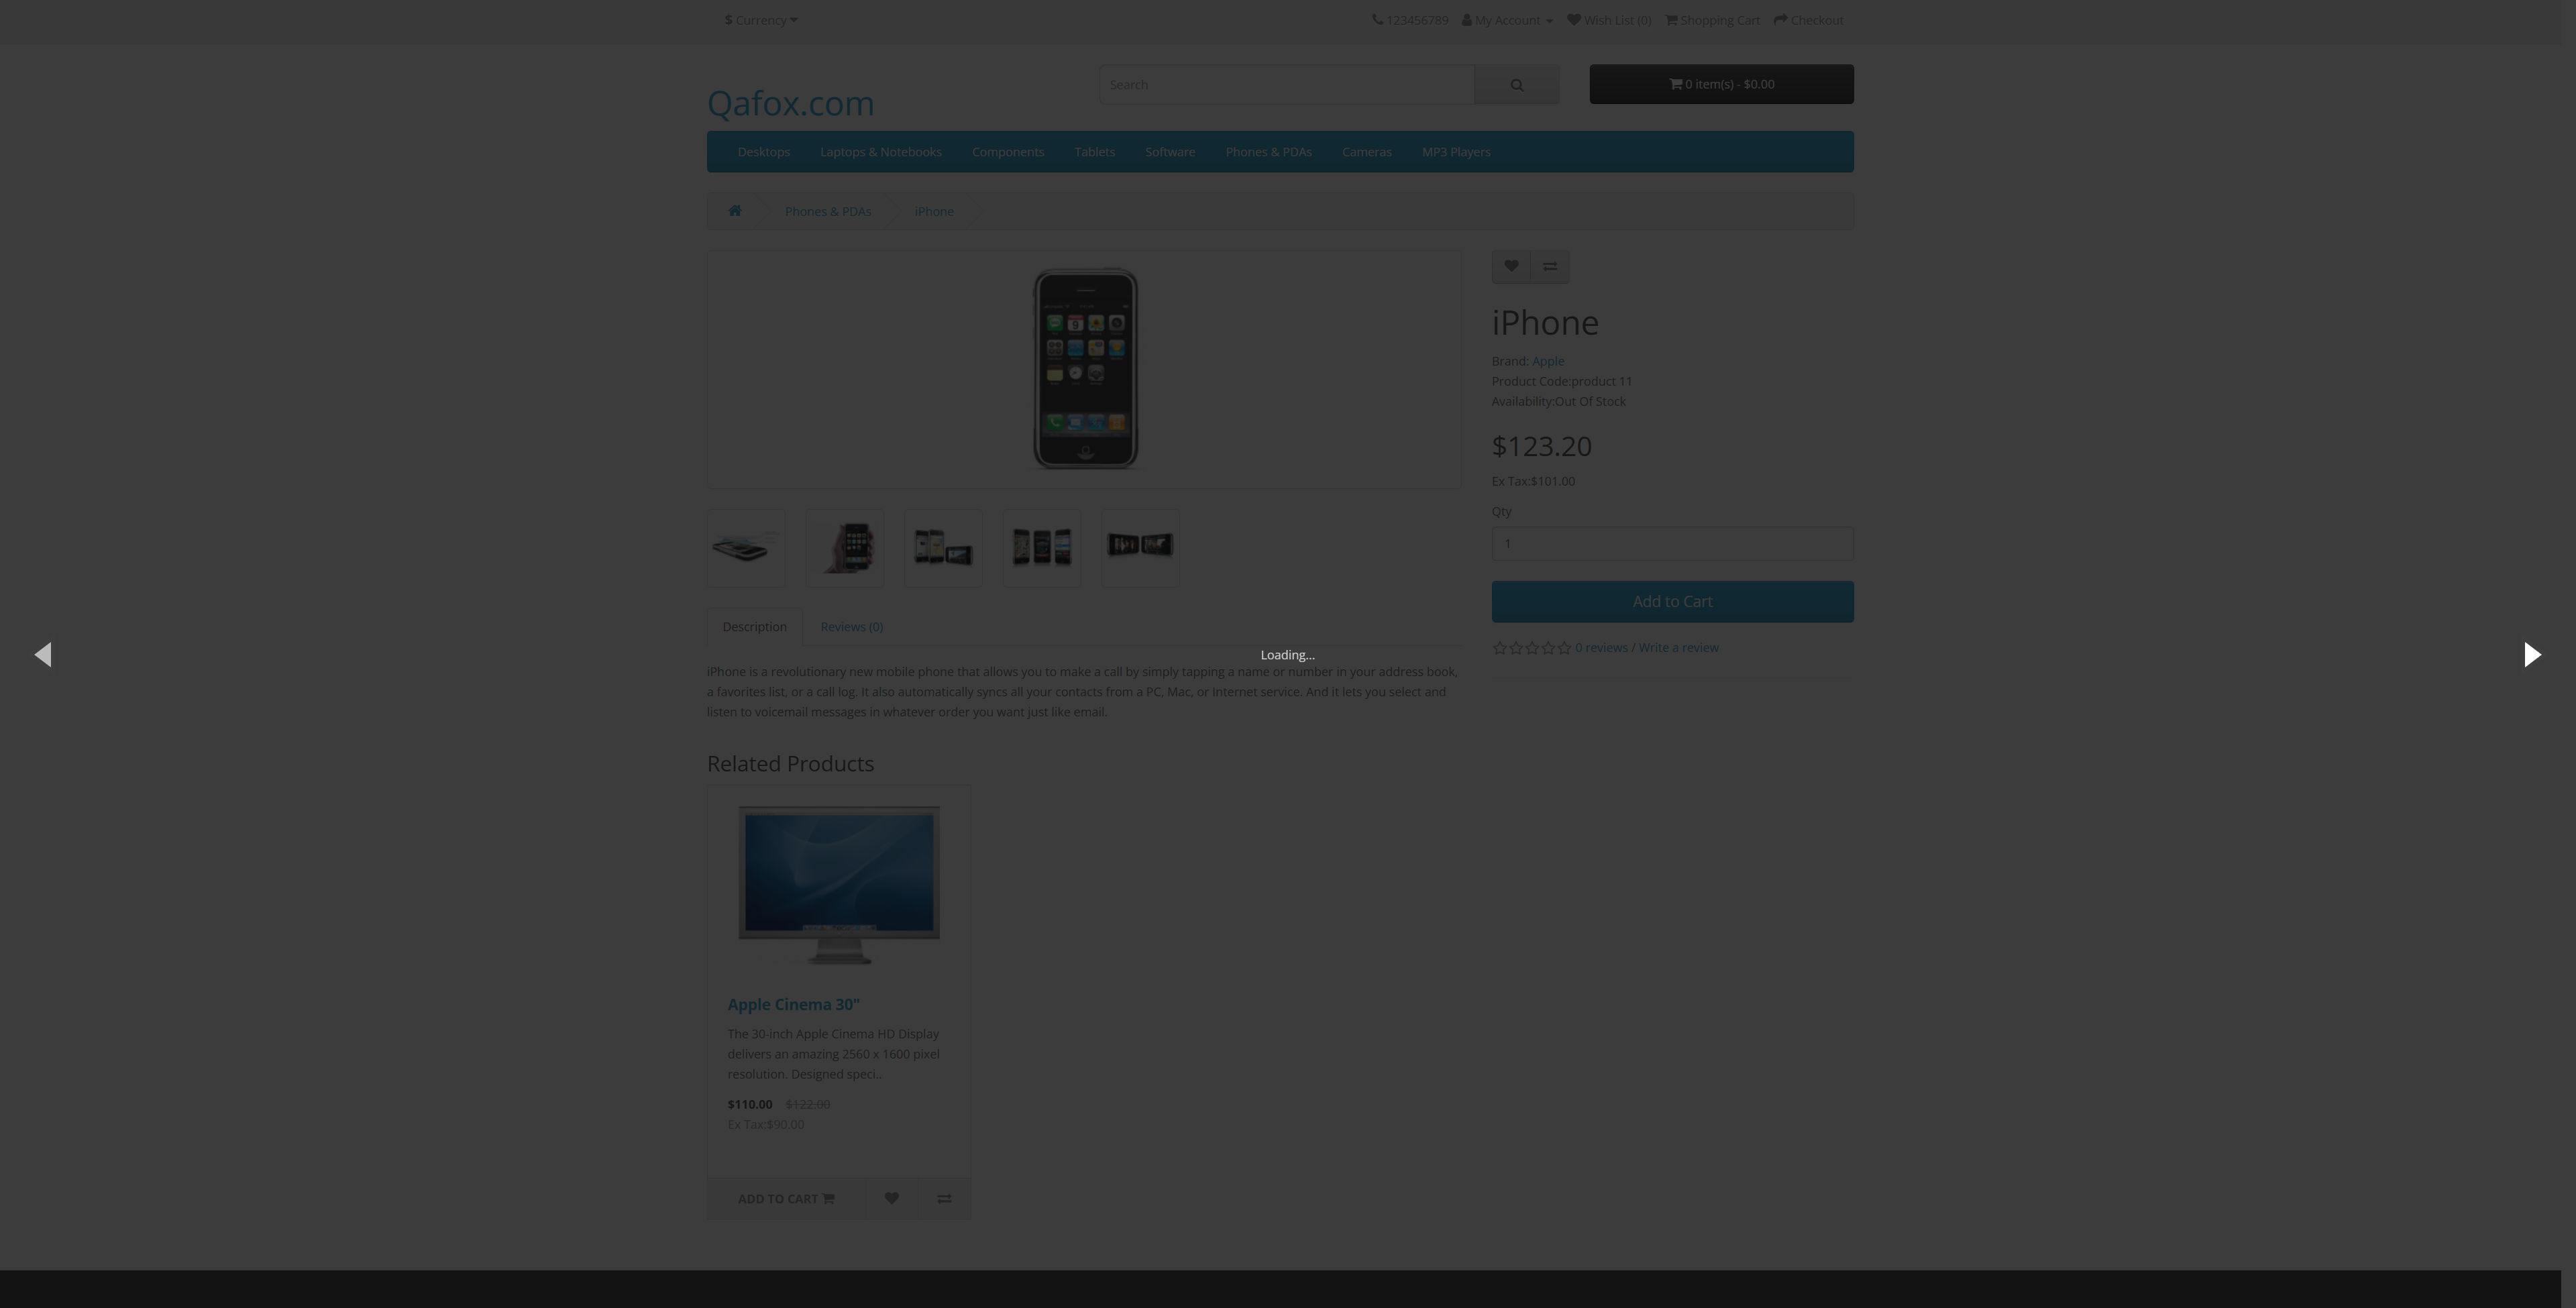 $ Currency
123456789 My Account Wish List (0) Shopping Cart Checkout
Qafox.com
Search
0 item(s) - $0.00
Desktops Laptops & Notebooks Components Tablets Software Phones & PDAs Cameras MP3 Players
Phones & PDAs iPhone
iPhone
Brand: Apple
Product Code:product 11
Availability:Out Of Stock
$123.20
Ex Tax:$101.00
Qty
1
Add to Cart
0 reviews / Write a review
Description Reviews (0)
Loading...
iPhone is a revolutionary new mobile phone that allows you to make a call by simply tapping a name or number in your address book,
a favorites list, or a call log. It also automatically syncs all your contacts from a PC, Mac, or Internet service. And it lets you select and
listen to voicemail messages in whatever order you want just like email.
Related Products
Apple Cinema 30"
The 30-inch Apple Cinema HD Display
delivers an amazing 2560 x 1600 pixel
resolution. Designed speci..
$110.00 $122.00
Ex Tax:$90.00
ADD TO CART